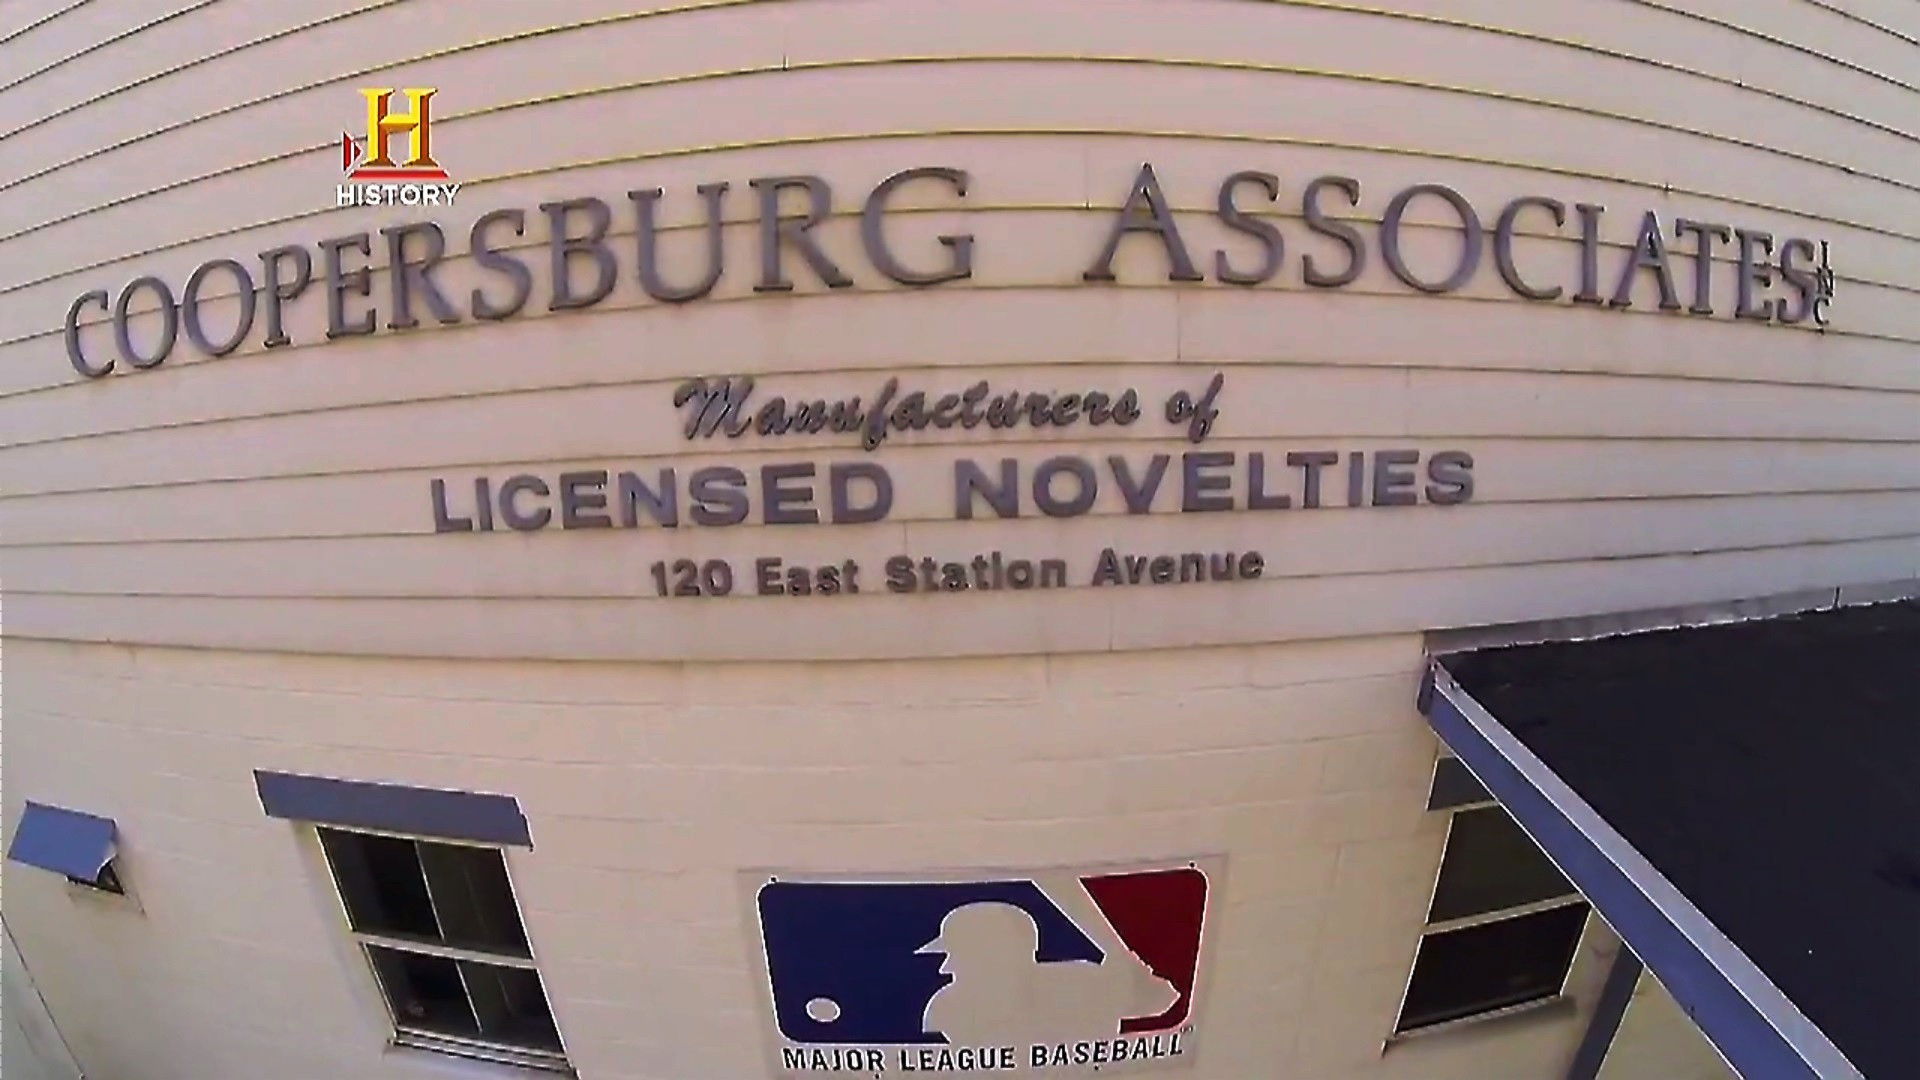 HISTORY
COOPERSBURG ASSOCIATES INC
Manufacturers of
LICENSED NOVELTIES
120 East Station Avenue
MAJOR LEAGUE BASEBALL